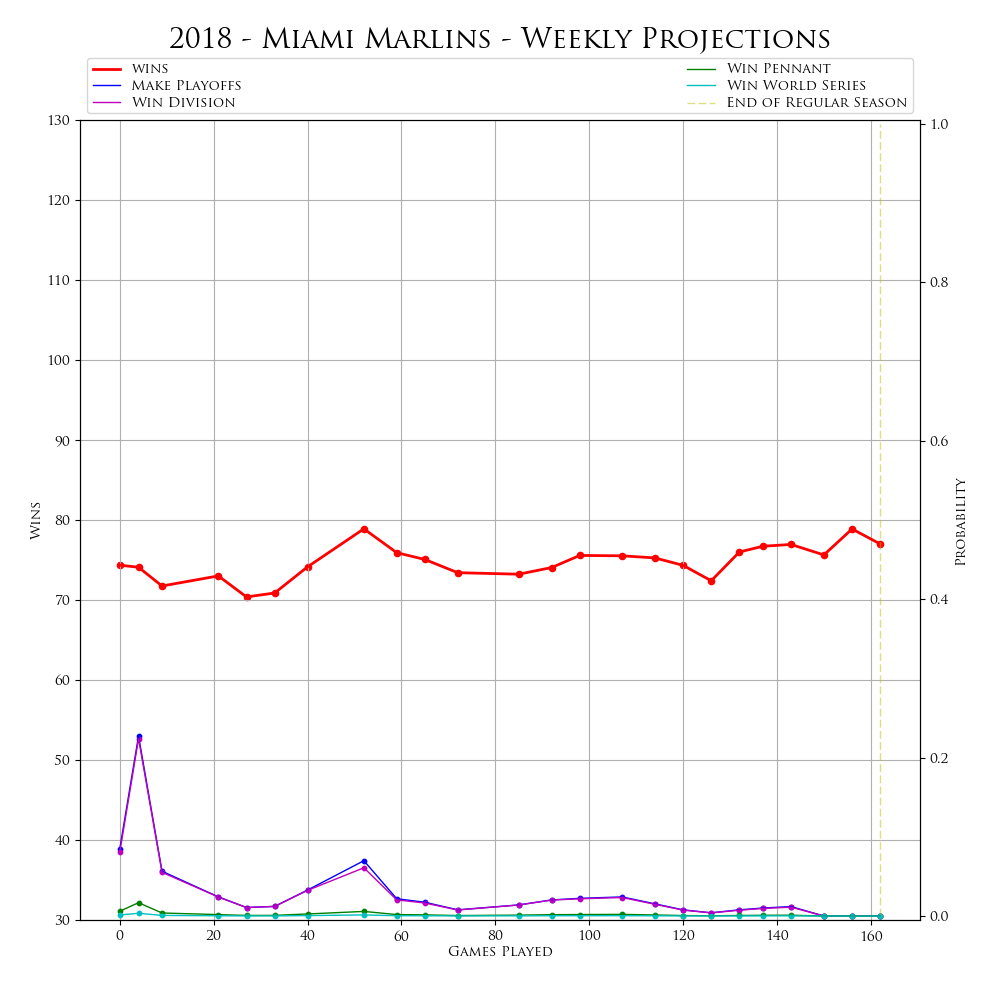 2018 - Miami Marlins - Weekly Projections
wins
Make Playoffs
Win Division
Win Pennant
Win World Series
End of Regular Season
130
120
110
100
90
80
70
60
50
40
30
Wins
1.0
0.8
0.6
0.4
0.2
0.0
Probability
0 20 40 60 80 100 120 140 160
Games Played